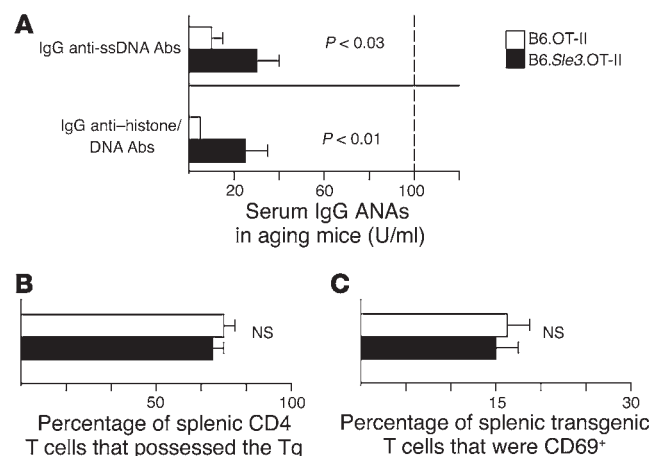 A
IgG anti-ssDNA Abs
P < 0.03
B6.OT-II
B6.Sle3.OT-II
IgG anti–histone/
DNA Abs
P < 0.01
20 60 100
Serum IgG ANAs
in aging mice (U/ml)
B
NS
50 100
Percentage of splenic CD4
T cells that possessed the Tg
C
NS
15 30
Percentage of splenic transgenic
T cells that were CD69+